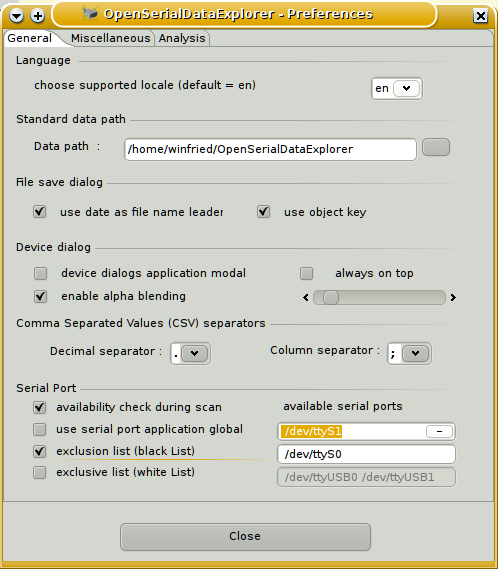 OpenSerialDataExplorer - Preferences
General Miscellaneous Analysis
Language
choose supported locale (default = en) en
Standard data path
Data path : /home/winfried/OpenSerialDataExplorer
File save dialog
use date as file name leader use object key
Device dialog
device dialogs application modal always on top
enable alpha blending
Comma Separated Values (CSV) separators
Decimal separator : . Column separator : ;
Serial Port
availability check during scan available serial ports
use serial port application global /dev/ttyS1
exclusion list (black List) /dev/ttyS0
exclusive list (white List) /dev/ttyUSB0 /dev/ttyUSB1
Close